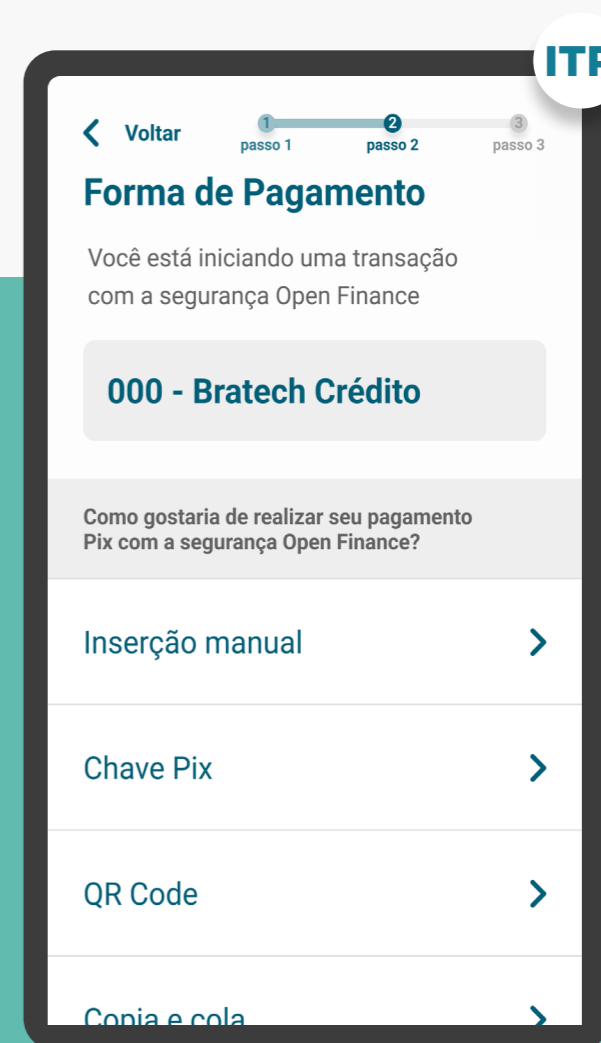 ITP
Voltar
1
2
3
passo 1
passo 2
passo 3
Forma de Pagamento
Você está iniciando uma transação
com a segurança Open Finance
000 - Bratech Crédito
Como gostaria de realizar seu pagamento
Pix com a segurança Open Finance?
Inserção manual
Chave Pix
QR Code
Copia e cola